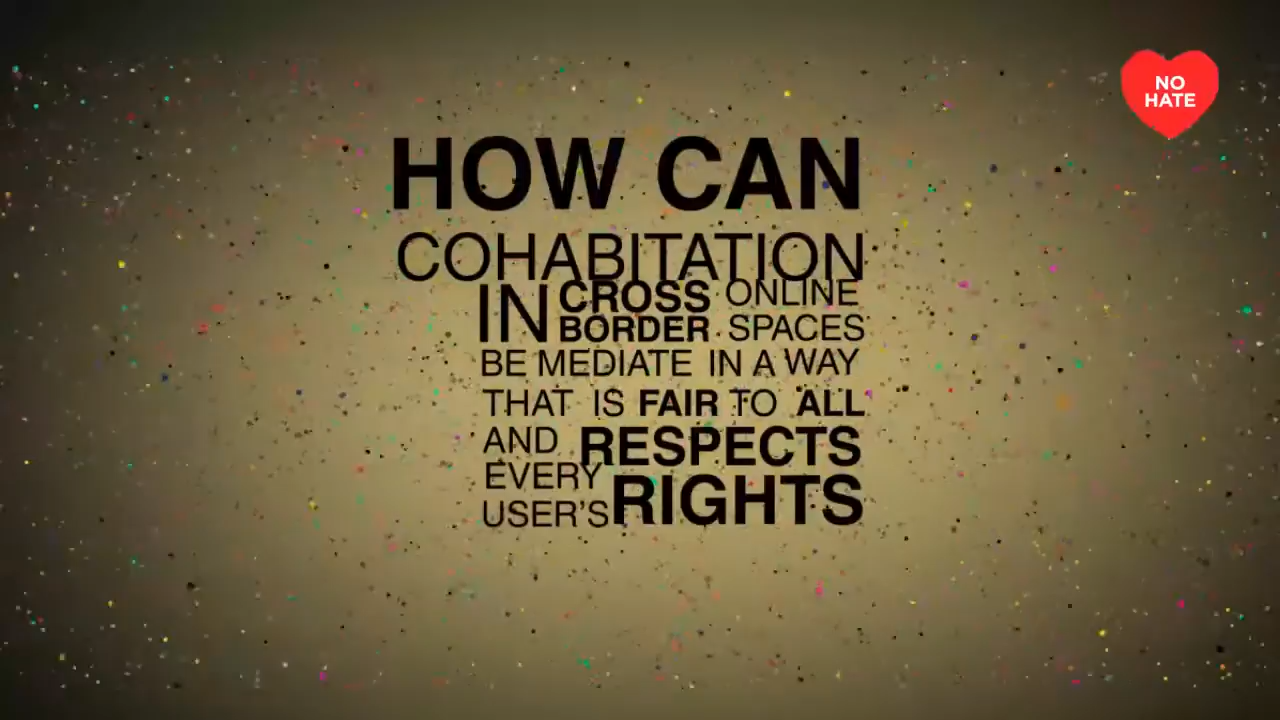 HOW CAN
COHABITATION
IN CROSS BORDER ONLINE SPACES
BE MEDIATE IN A WAY
THAT IS FAIR TO ALL
AND RESPECTS
EVERY
USER'S RIGHTS
NO
HATE